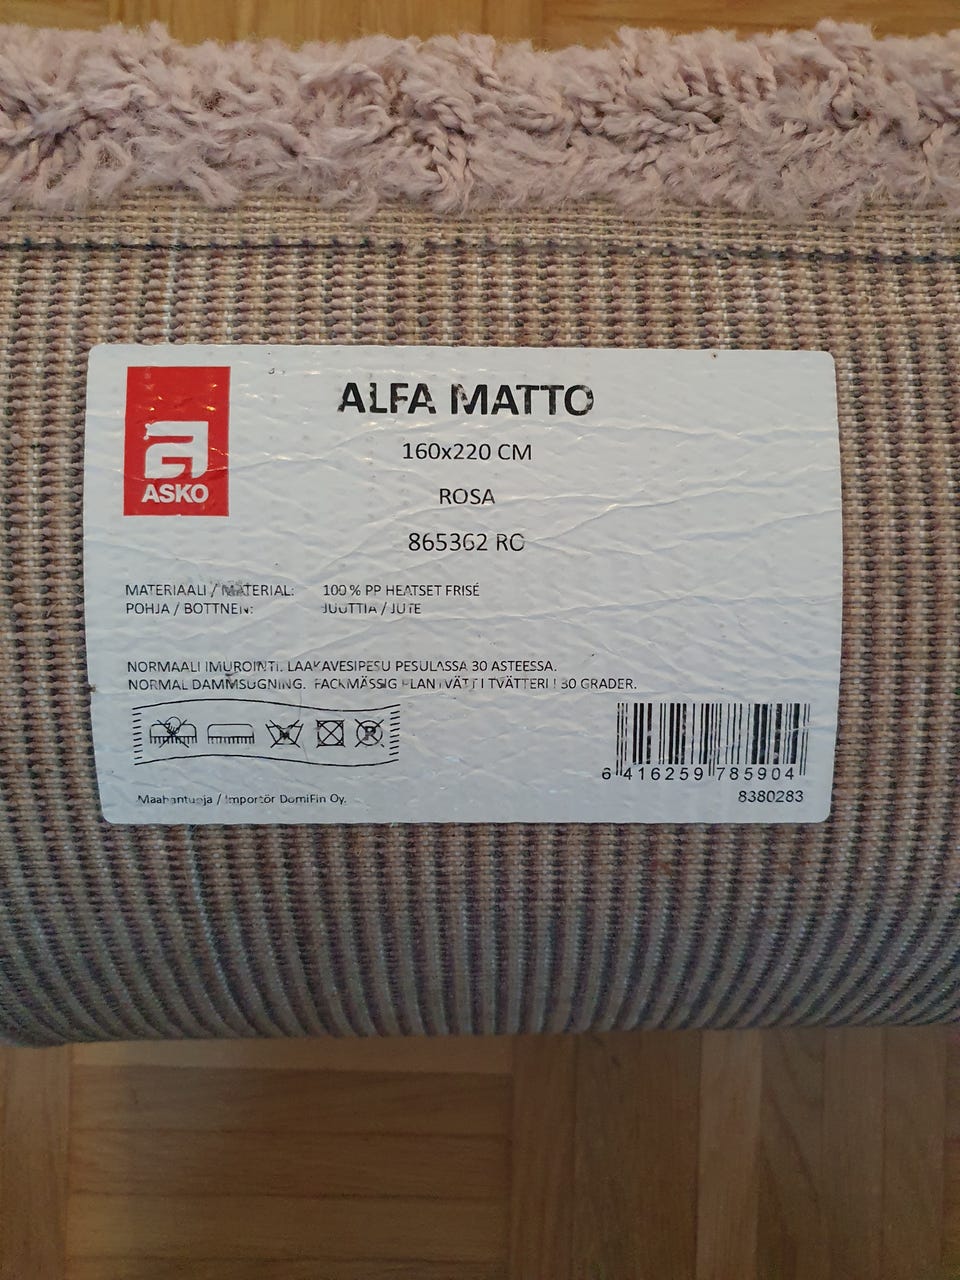 ASKO
ALFA MATTO
160x220 CM
ROSA
865362 RO
MATERIAALI / MATERIAL: 100 % PP HEATSET FRISÉ
POHJA / BOTTNEN: JUUTTIA / JUTE
NORMAALI IMUROINTI. LAAKAVESIPESU PESULASSA 30 ASTEESSA.
NORMAL DAMMSUGNING. FACKMÄSSIG PLANTVÄTT I TVÄTTERI I 30 GRADER.
P
Maahantuoja / Importör DomiFin Oy.
6 416259 785904
8380283